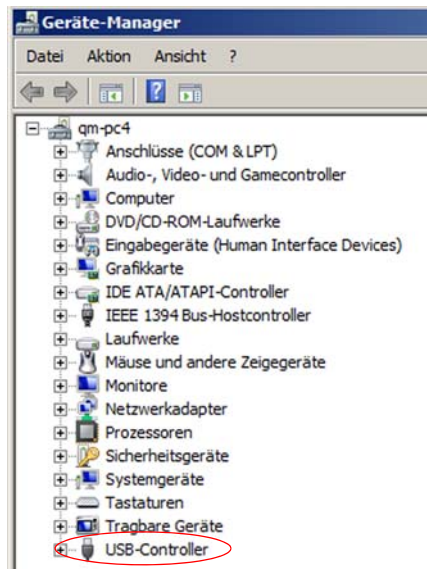 Geräte-Manager
Datei Aktion Ansicht ?
qm-pc4
Anschlüsse (COM & LPT)
Audio-, Video- und Gamecontroller
Computer
DVD/CD-ROM-Laufwerke
Eingabegeräte (Human Interface Devices)
Grafikkarte
IDE ATA/ATAPI-Controller
IEEE 1394 Bus-Hostcontroller
Laufwerke
Mäuse und andere Zeigegeräte
Monitore
Netzwerkadapter
Prozessoren
Sicherheitsgeräte
Systemgeräte
Tastaturen
Tragbare Geräte
USB-Controller